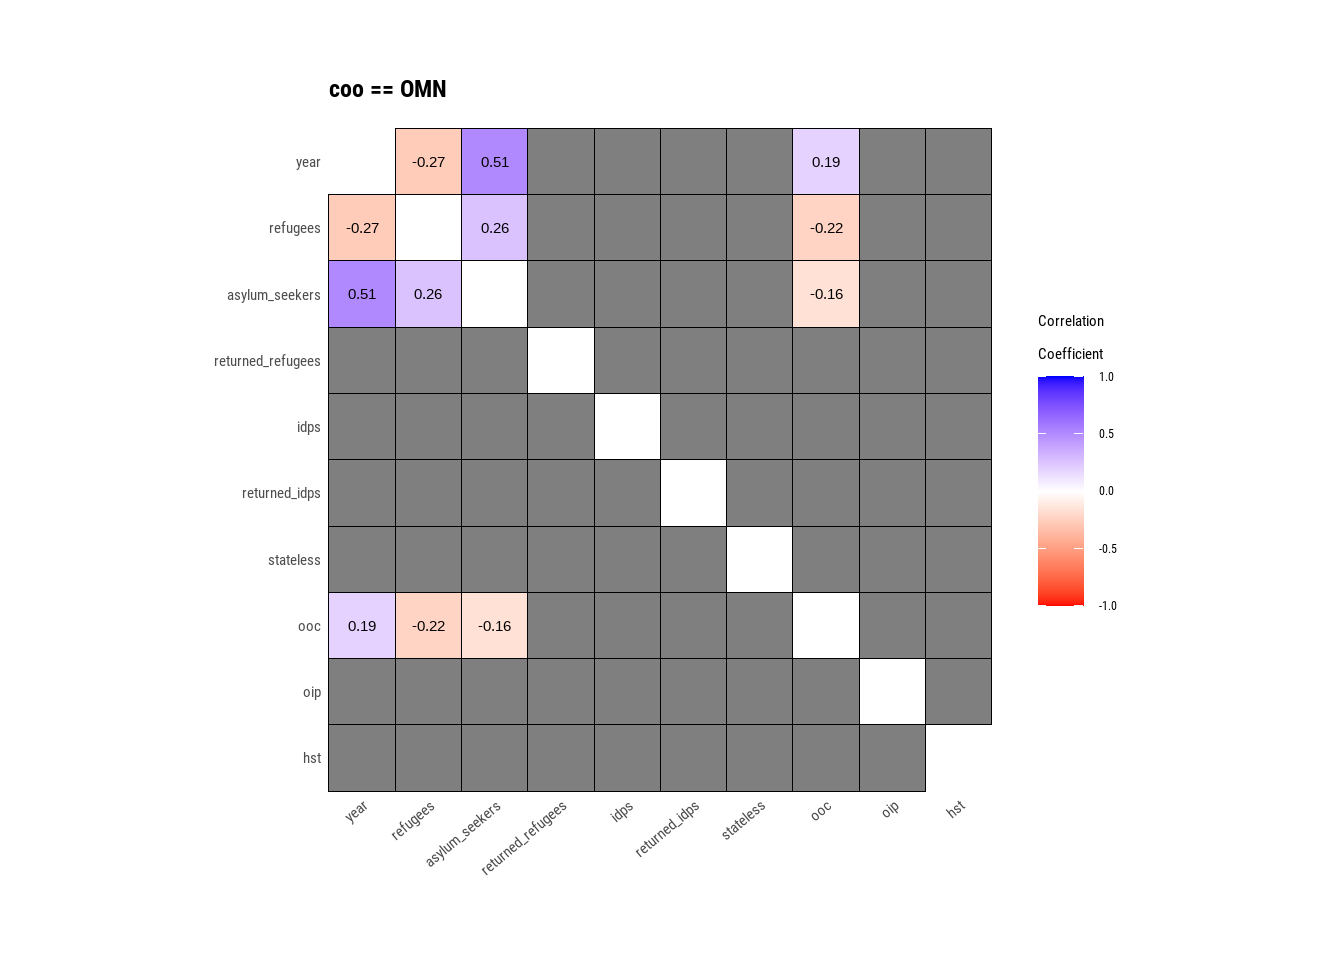 coo == OMN
year -0.27 0.51 0.19
refugees -0.27 0.26 -0.22
asylum_seekers 0.51 0.26 -0.16
returned_refugees
idps
returned_idps
stateless
ooc 0.19 -0.22 -0.16
oip
hst
year refugees asylum_seekers returned_refugees idps returned_idps stateless ooc oip hst
Correlation
Coefficient
1.0
0.5
0.0
-0.5
-1.0